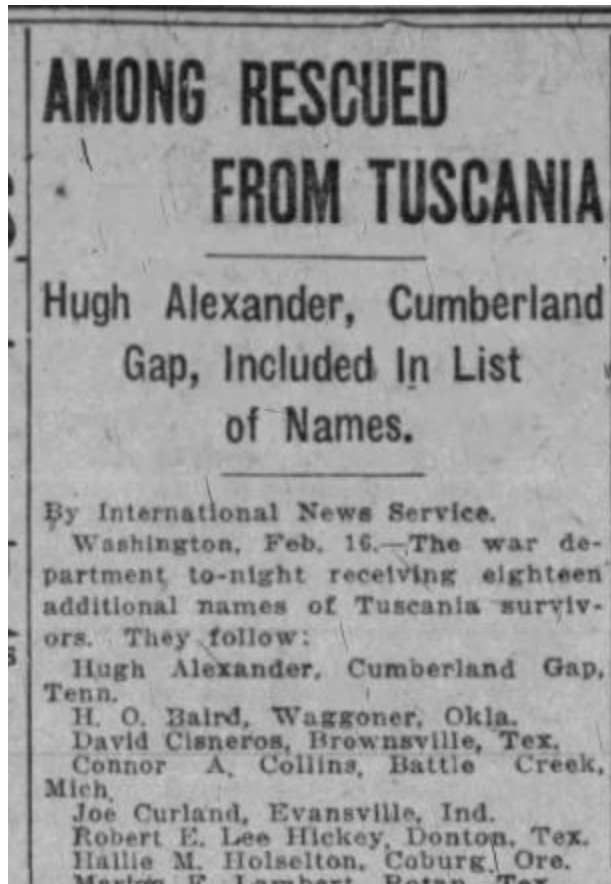 AMONG RESCUED
FROM TUSCANIA
Hugh Alexander, Cumberland
Gap, Included In List
of Names.
By International News Service.
Washington, Feb. 16.—The war de-
partment to-night receiving eighteen
additional names of Tuscania surviv-
ors. They follow:
Hugh Alexander, Cumberland Gap,
Tenn.
H. O. Baird, Waggoner, Okla.
David Cisneros, Brownsville, Tex.
Connor A. Collins, Battle Creek,
Mich.
Joe Curland, Evansville, Ind.
Robert E. Lee Hickey, Donton, Tex.
Hallie M. Holselton, Coburg, Ore.
Lambert, Rotan, Tex.